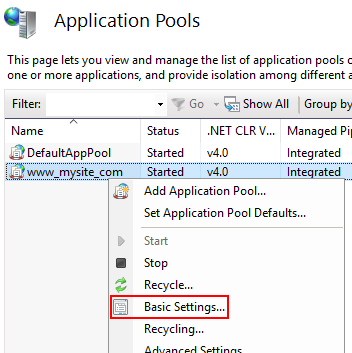 Application Pools
This page lets you view and manage the list of application pools o
one or more applications, and provide isolation among different a
Filter: Go Show All Group by
Name Status .NET CLR V... Managed Pip
DefaultAppPool Started v4.0 Integrated
www_mysite_com Started v4.0 Integrated
Add Application Pool...
Set Application Pool Defaults...
Start
Stop
Recycle...
Basic Settings...
Recycling...
Advanced Settings